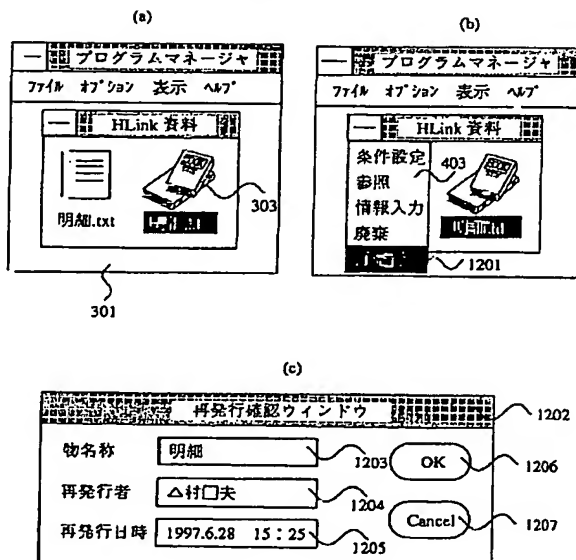 (a)
プログラムマネージャ
ファイル オプション 表示 ヘルプ
HLink 資料
明細.txt
303
301
(b)
プログラムマネージャ
ファイル オプション 表示 ヘルプ
HLink 資料
条件設定
参照
情報入力
廃棄
403
1201
(c)
再発行確認ウィンドウ
1202
物名称 明細
1203
OK
1206
再発行者 △村□夫
1204
再発行日時 1997.6.28 15：25
1205
Cancel
1207